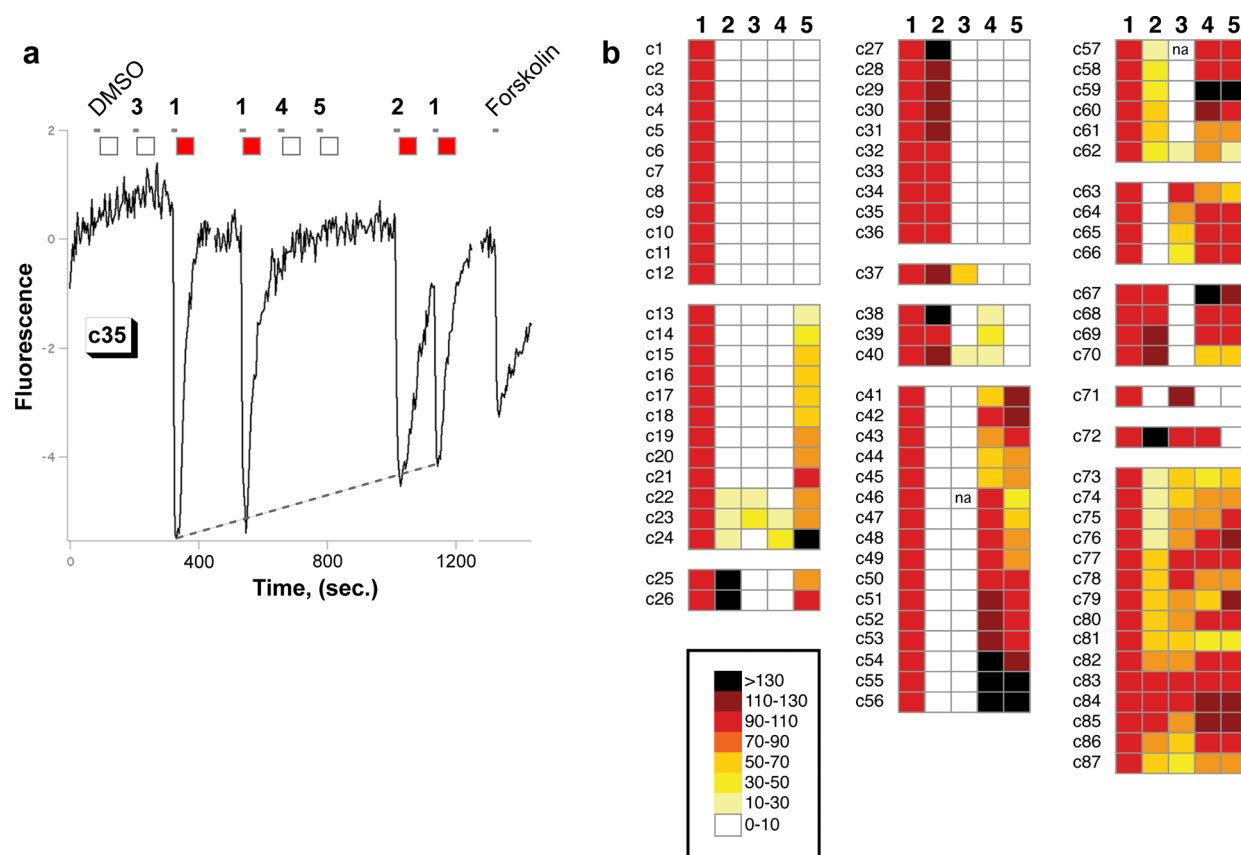 a
DMSO 3 1 1 4 5 2 1 Forskolin
2
0
-2
-4
Fluorescence
c35
0 400 800 1200
Time, (sec.)
b
1 2 3 4 5
c1
c2
c3
c4
c5
c6
c7
c8
c9
c10
c11
c12
c13
c14
c15
c16
c17
c18
c19
c20
c21
c22
c23
c24
c25
c26
>130
110-130
90-110
70-90
50-70
30-50
10-30
0-10
1 2 3 4 5
c27
c28
c29
c30
c31
c32
c33
c34
c35
c36
c37
c38
c39
c40
c41
c42
c43
c44
c45
c46 na
c47
c48
c49
c50
c51
c52
c53
c54
c55
c56
1 2 3 4 5
c57 na
c58
c59
c60
c61
c62
c63
c64
c65
c66
c67
c68
c69
c70
c71
c72
c73
c74
c75
c76
c77
c78
c79
c80
c81
c82
c83
c84
c85
c86
c87